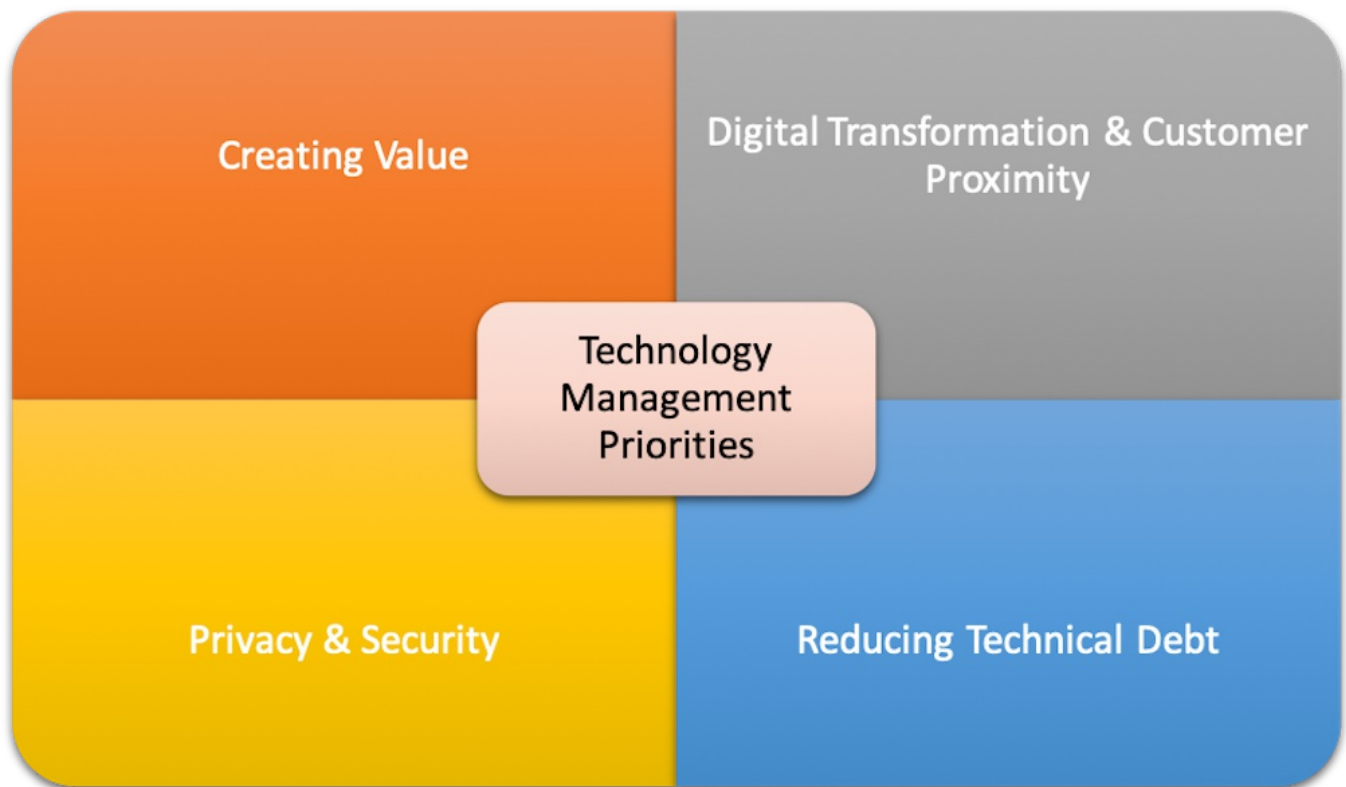 Creating Value
Digital Transformation & Customer
Proximity
Technology
Management
Priorities
Privacy & Security
Reducing Technical Debt